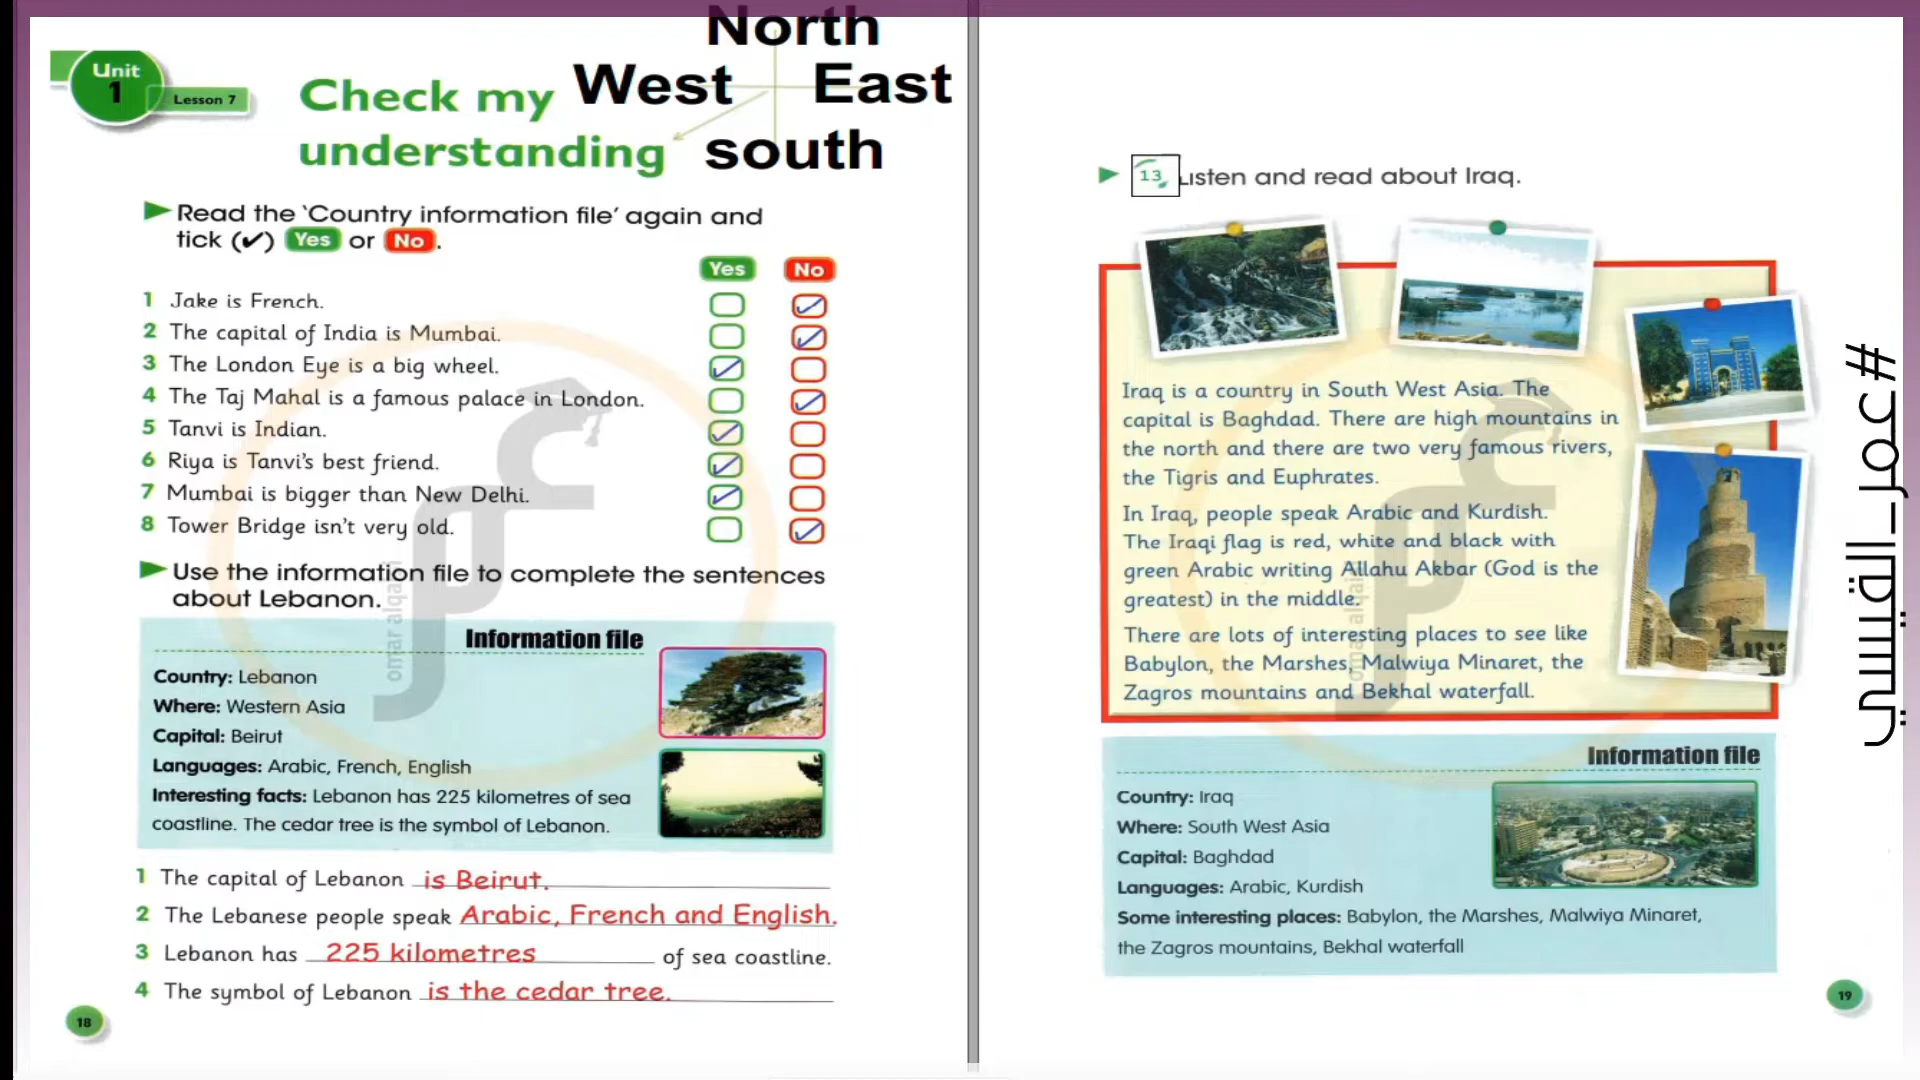 North
West East
south
Unit
1
Lesson 7
Check my
understanding
Read the ‘Country information file’ again and
tick (✔) Yes or No.
Yes No
1 Jake is French.
2 The capital of India is Mumbai.
3 The London Eye is a big wheel.
4 The Taj Mahal is a famous palace in London.
5 Tanvi is Indian.
6 Riya is Tanvi's best friend.
7 Mumbai is bigger than New Delhi.
8 Tower Bridge isn't very old.
Use the information file to complete the sentences
about Lebanon.
Information file
Country: Lebanon
Where: Western Asia
Capital: Beirut
Languages: Arabic, French, English
Interesting facts: Lebanon has 225 kilometres of sea
coastline. The cedar tree is the symbol of Lebanon.
1 The capital of Lebanon is Beirut.
2 The Lebanese people speak Arabic, French and English.
3 Lebanon has 225 kilometres of sea coastline.
4 The symbol of Lebanon is the cedar tree.
18
omar alqaisi
13 Listen and read about Iraq.
Iraq is a country in South West Asia. The
capital is Baghdad. There are high mountains in
the north and there are two very famous rivers,
the Tigris and Euphrates.
In Iraq, people speak Arabic and Kurdish.
The Iraqi flag is red, white and black with
green Arabic writing Allahu Akbar (God is the
greatest) in the middle.
There are lots of interesting places to see like
Babylon, the Marshes, Malwiya Minaret, the
Zagros mountains and Bekhal waterfall.
Information file
Country: Iraq
Where: South West Asia
Capital: Baghdad
Languages: Arabic, Kurdish
Some interesting places: Babylon, the Marshes, Malwiya Minaret,
the Zagros mountains, Bekhal waterfall
19
omar alqaisi
#عمر_القيسي